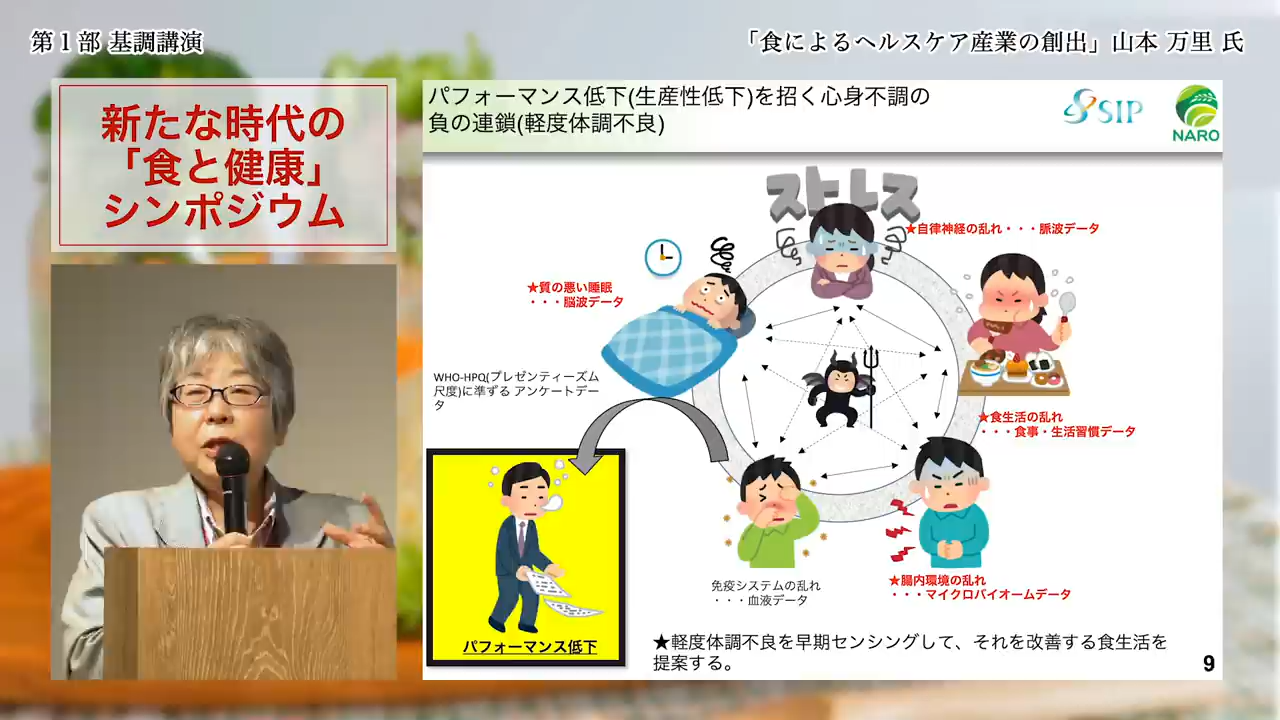 第1部 基調講演
「食によるヘルスケア産業の創出」山本 万里 氏
新たな時代の
「食と健康」
シンポジウム
パフォーマンス低下(生産性低下)を招く心身不調の
負の連鎖(軽度体調不良)
SIP
NARO
ストレス
★自律神経の乱れ・・・脈波データ
★質の悪い睡眠
・・・脳波データ
WHO-HPQ(プレゼンティーズム
尺度)に準ずる アンケートデー
タ
★食生活の乱れ
・・・食事・生活習慣データ
免疫システムの乱れ
・・・血液データ
★腸内環境の乱れ
・・・マイクロバイオームデータ
パフォーマンス低下
★軽度体調不良を早期センシングして、それを改善する食生活を
提案する。
9